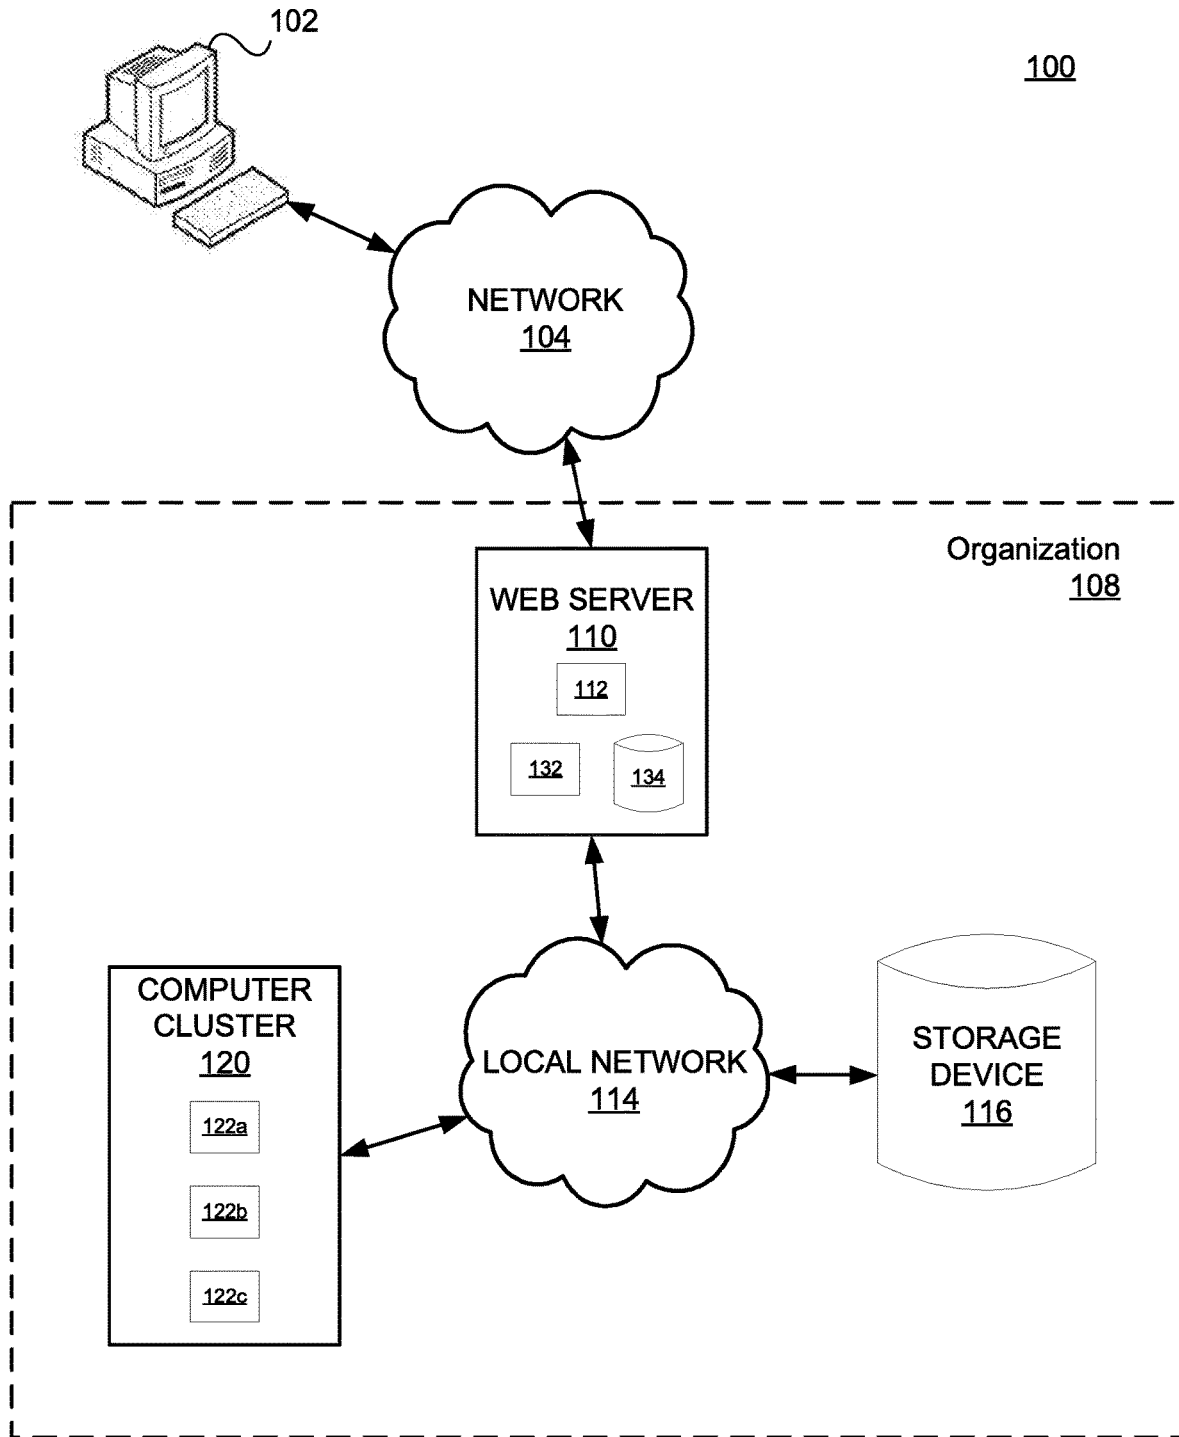 102
100
NETWORK
104
Organization
108
WEB SERVER
110
112
132
134
COMPUTER
CLUSTER
120
122a
122b
122c
LOCAL NETWORK
114
STORAGE
DEVICE
116